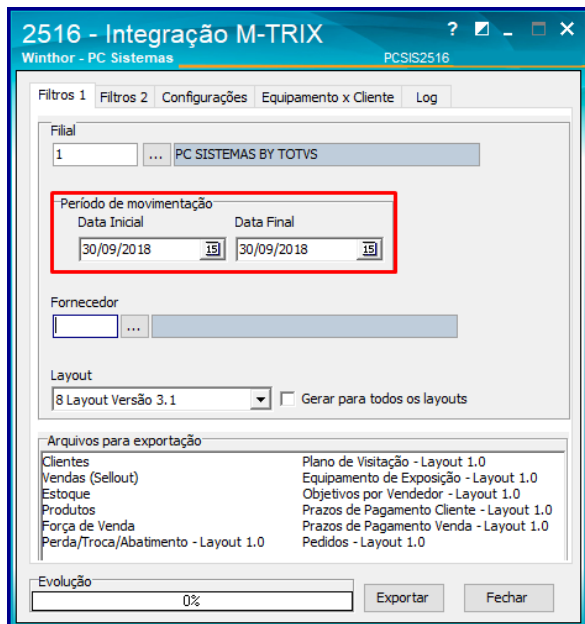 2516 - Integração M-TRIX
?
Winthor - PC Sistemas
PCSIS2516
Filtros 1 Filtros 2 Configurações Equipamento x Cliente Log
Filial
1 ... PC SISTEMAS BY TOTVS
Período de movimentação
Data Inicial Data Final
30/09/2018 15 30/09/2018 15
Fornecedor
...
Layout
8 Layout Versão 3.1 Gerar para todos os layouts
Arquivos para exportação
Clientes Plano de Visitação - Layout 1.0
Vendas (Sellout) Equipamento de Exposição - Layout 1.0
Estoque Objetivos por Vendedor - Layout 1.0
Produtos Prazos de Pagamento Cliente - Layout 1.0
Força de Venda Prazos de Pagamento Venda - Layout 1.0
Perda/Troca/Abatimento - Layout 1.0 Pedidos - Layout 1.0
Evolução
0% Exportar Fechar